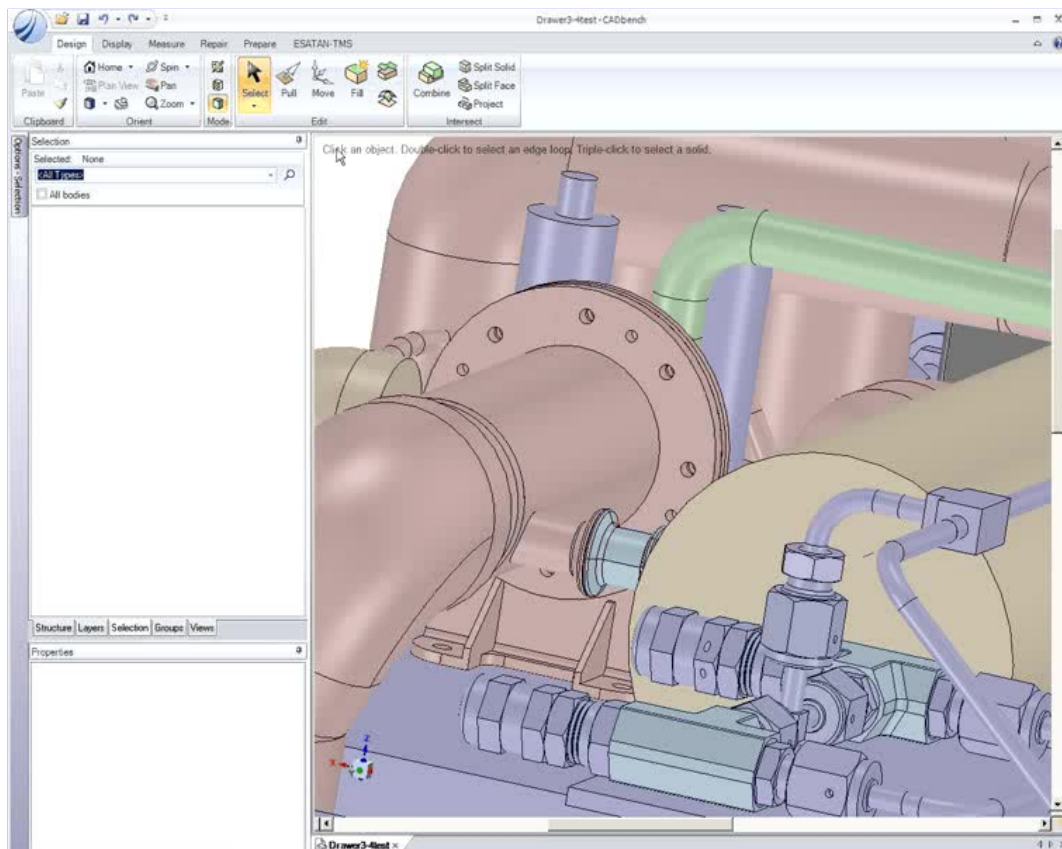 Drawer3-4test - CADbench
Design Display Measure Repair Prepare ESATAN-TMS
Paste
Home
Plan View
Spin
Pan
Zoom
Select
Pull
Move
Fill
Combine
Split Solid
Split Face
Project
Clipboard Orient Mode Edit Intersect
Options - Selection
Selection
Selected: None
<All Types>
All bodies
Click an object. Double-click to select an edge loop. Triple-click to select a solid.
Structure Layers Selection Groups Views
Properties
Z
X
Y
Drawer3-4test